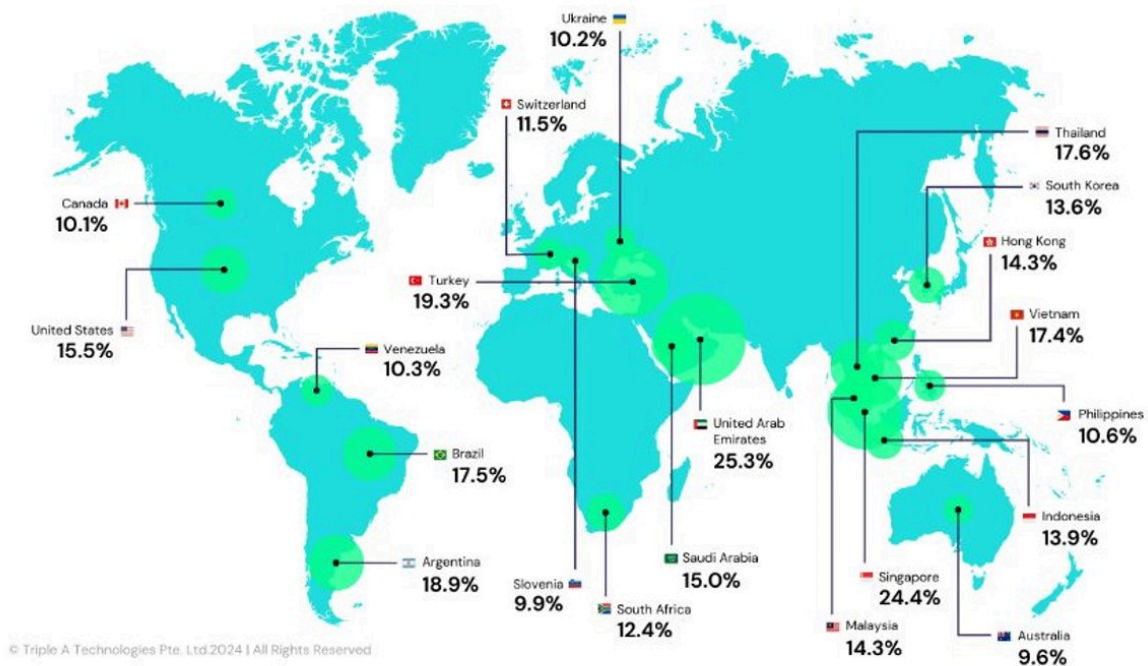 Ukraine
10.2%
Switzerland
11.5%
Thailand
17.6%
South Korea
13.6%
Canada
10.1%
Hong Kong
14.3%
Turkey
19.3%
United States
15.5%
Vietnam
17.4%
Venezuela
10.3%
Philippines
10.6%
United Arab
Emirates
25.3%
Brazil
17.5%
Indonesia
13.9%
Argentina
18.9%
Saudi Arabia
15.0%
Slovenia
9.9%
Singapore
24.4%
South Africa
12.4%
Malaysia
14.3%
Australia
9.6%
© Triple A Technologies Pte. Ltd.2024 | All Rights Reserved